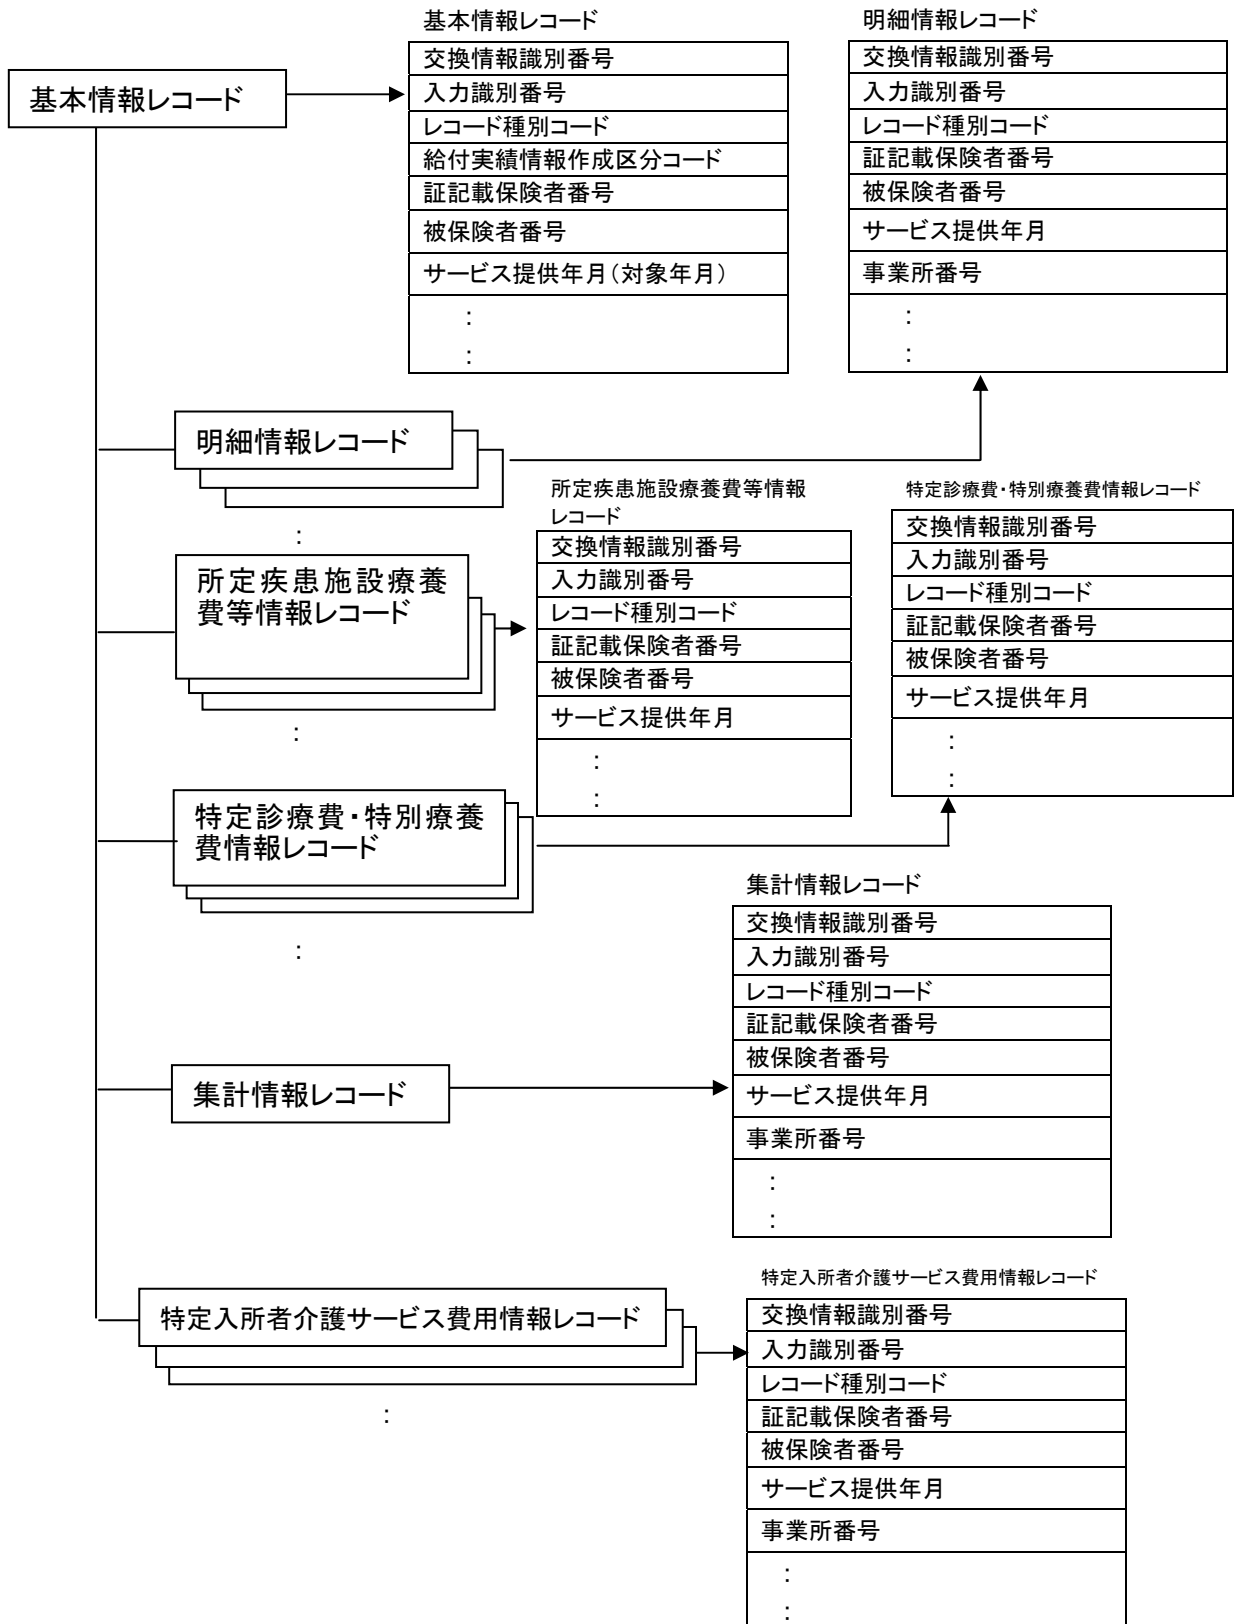 基本情報レコード
基本情報レコード
交換情報識別番号
入力識別番号
レコード種別コード
給付実績情報作成区分コード
証記載保険者番号
被保険者番号
サービス提供年月(対象年月)
:
:
明細情報レコード
交換情報識別番号
入力識別番号
レコード種別コード
証記載保険者番号
被保険者番号
サービス提供年月
事業所番号
:
:
明細情報レコード
:
所定疾患施設療養
費等情報レコード
:
所定疾患施設療養費等情報
レコード
交換情報識別番号
入力識別番号
レコード種別コード
証記載保険者番号
被保険者番号
サービス提供年月
:
:
特定診療費・特別療養費情報レコード
交換情報識別番号
入力識別番号
レコード種別コード
証記載保険者番号
被保険者番号
サービス提供年月
:
:
特定診療費・特別療養
費情報レコード
:
集計情報レコード
集計情報レコード
交換情報識別番号
入力識別番号
レコード種別コード
証記載保険者番号
被保険者番号
サービス提供年月
事業所番号
:
:
特定入所者介護サービス費用情報レコード
:
特定入所者介護サービス費用情報レコード
交換情報識別番号
入力識別番号
レコード種別コード
証記載保険者番号
被保険者番号
サービス提供年月
事業所番号
:
: